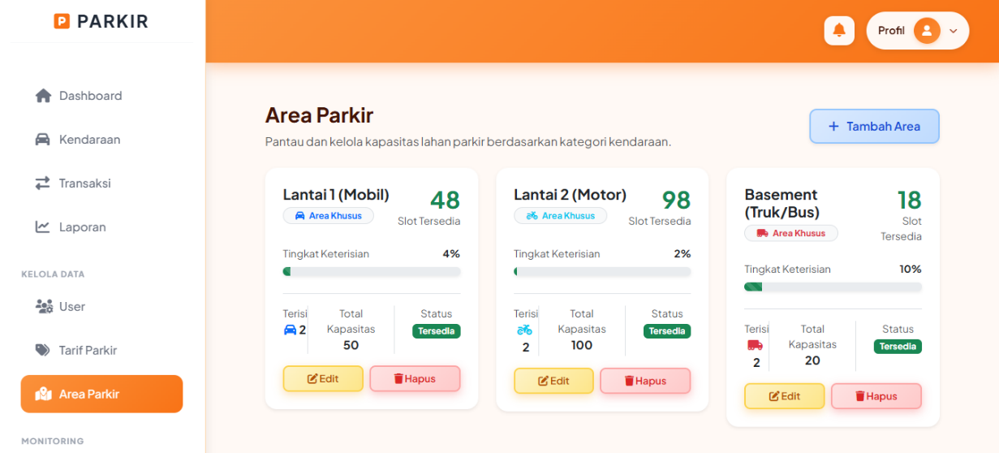 P PARKIR
Profil
Dashboard
Kendaraan
Transaksi
Laporan
KELOLA DATA
User
Tarif Parkir
Area Parkir
MONITORING
Area Parkir
Pantau dan kelola kapasitas lahan parkir berdasarkan kategori kendaraan.
+ Tambah Area
Lantai 1 (Mobil)
Area Khusus
48
Slot Tersedia
Tingkat Keterisian 4%
Terisi
2
Total
Kapasitas
50
Status
Tersedia
Edit
Hapus
Lantai 2 (Motor)
Area Khusus
98
Slot Tersedia
Tingkat Keterisian 2%
Terisi
2
Total
Kapasitas
100
Status
Tersedia
Edit
Hapus
Basement
(Truk/Bus)
Area Khusus
18
Slot
Tersedia
Tingkat Keterisian 10%
Terisi
2
Total
Kapasitas
20
Status
Tersedia
Edit
Hapus